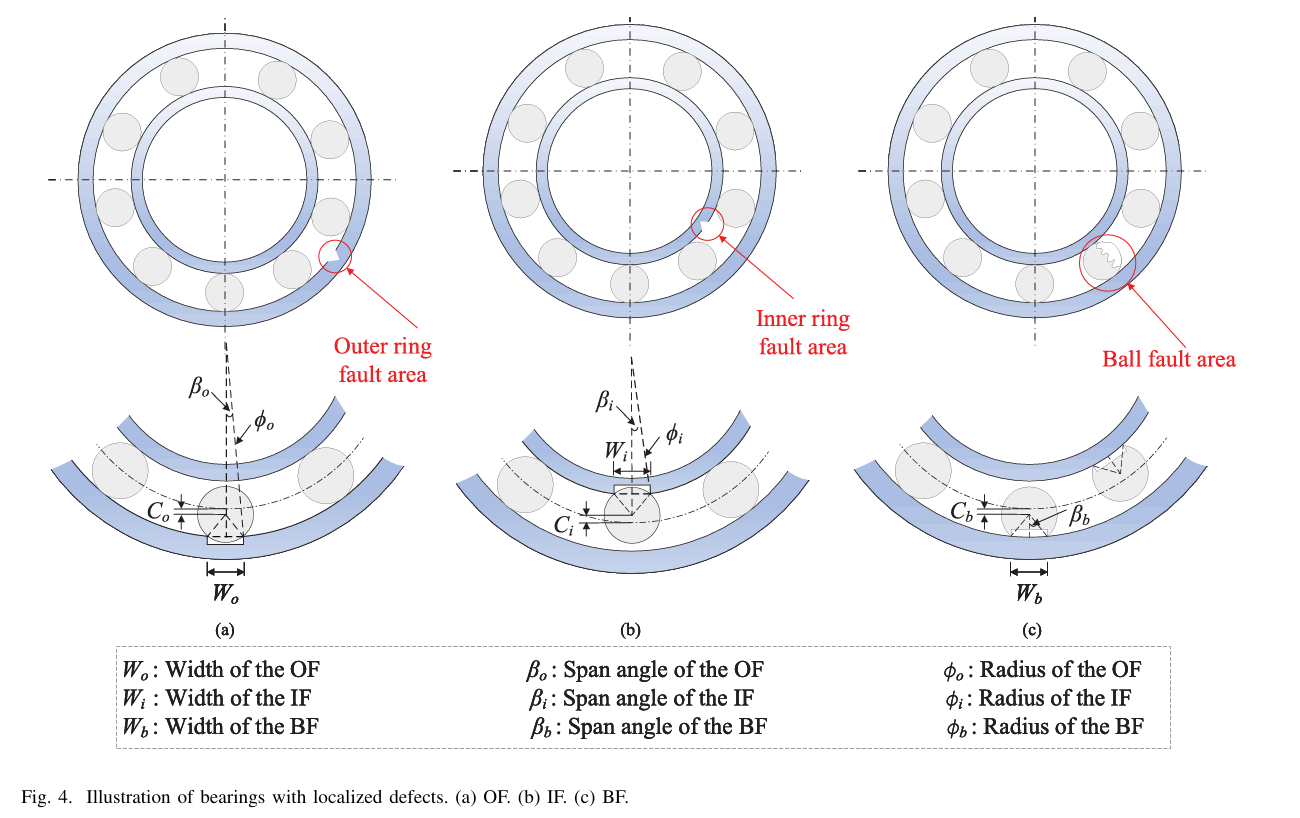 Outer ring
fault area
Inner ring
fault area
Ball fault area
βo
ϕo
Co
Wo
βi
ϕi
Wi
Ci
Cb
βb
Wb
(a)
(b)
(c)
Wo: Width of the OF
Wi : Width of the IF
Wb: Width of the BF
βo: Span angle of the OF
βi: Span angle of the IF
βb: Span angle of the BF
ϕo: Radius of the OF
ϕi: Radius of the IF
ϕb: Radius of the BF
Fig. 4. Illustration of bearings with localized defects. (a) OF. (b) IF. (c) BF.